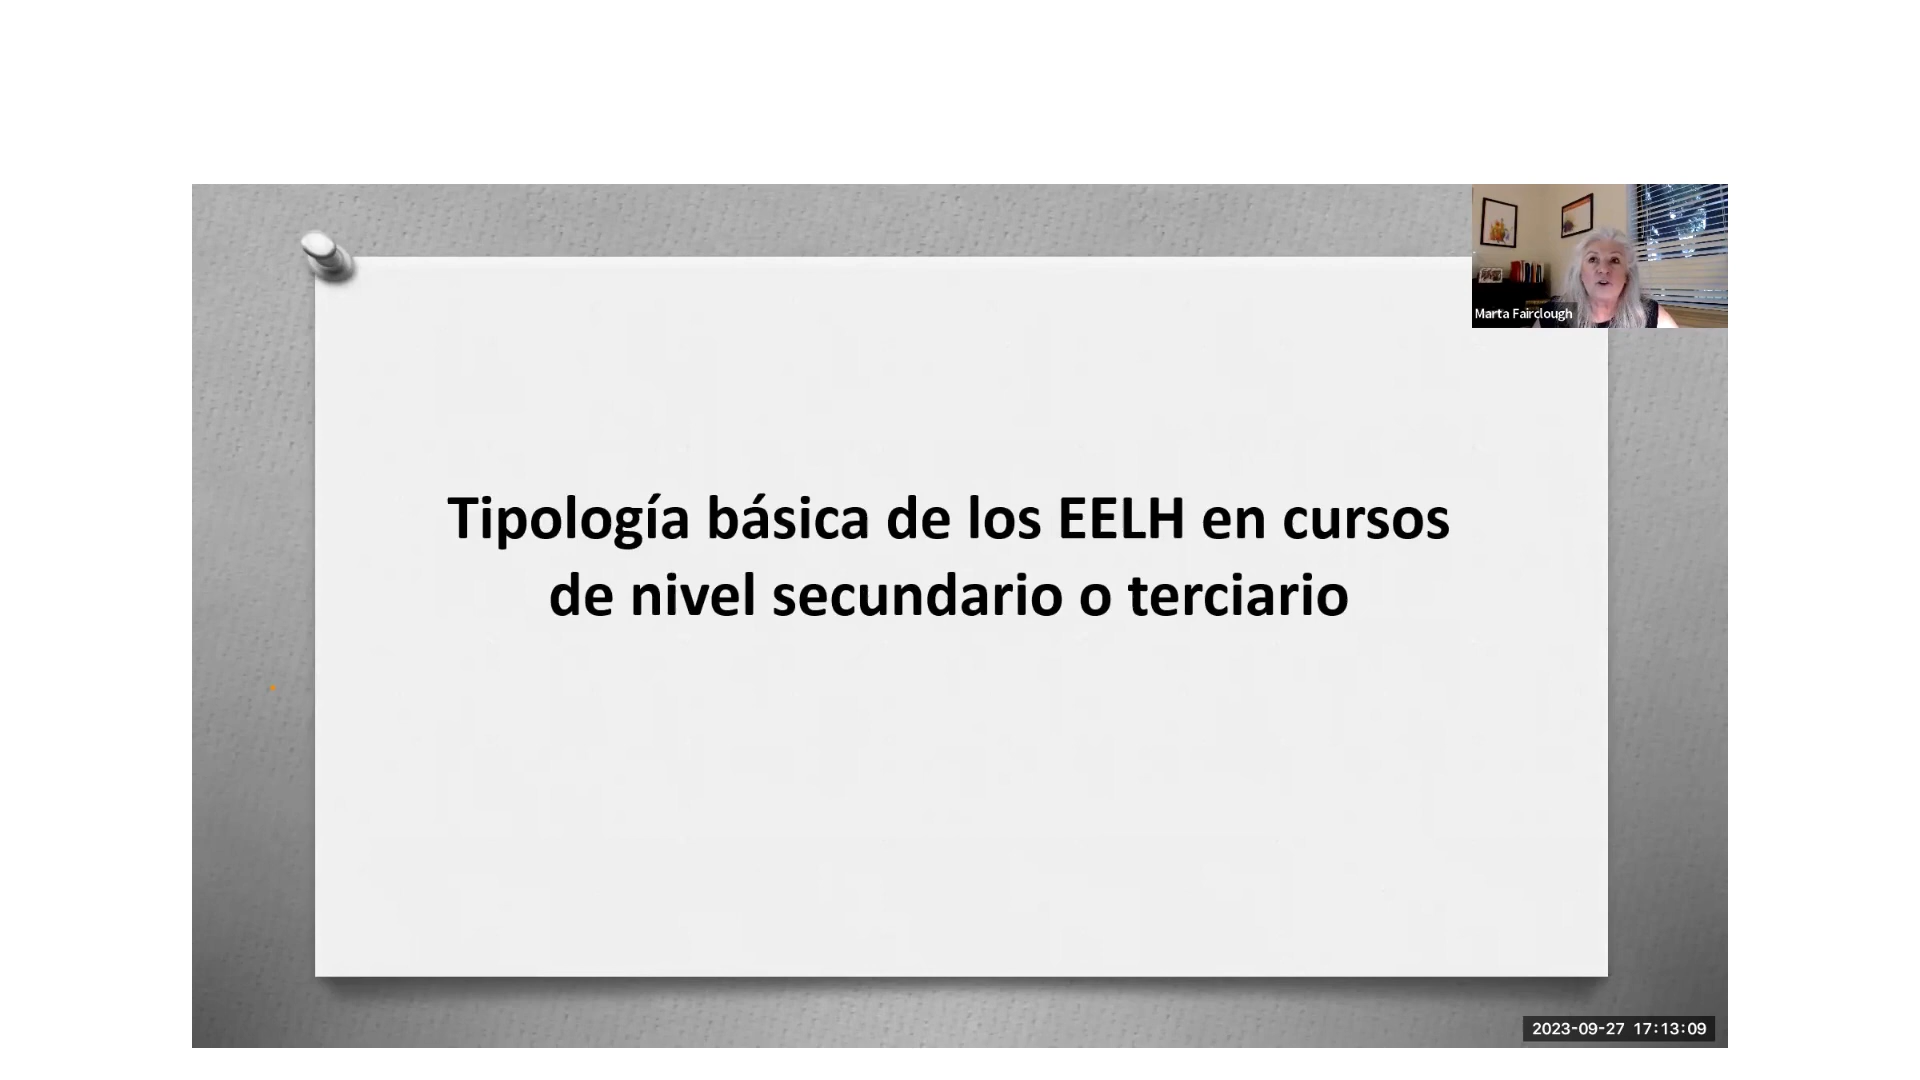 Marta Fairclough
Tipología básica de los EELH en cursos
de nivel secundario o terciario
2023-09-27 17:13:09